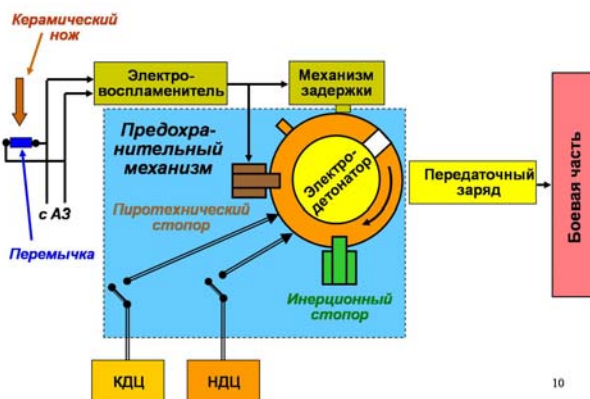 Керамический
нож
Электро-
воспламенитель
Механизм
задержки
Предохра-
нительный
механизм
Электро-
детонатор
Передаточный
заряд
Боевая часть
с АЗ
Пиротехнический
стопор
Перемычка
Инерционный
стопор
КДЦ
НДЦ
10